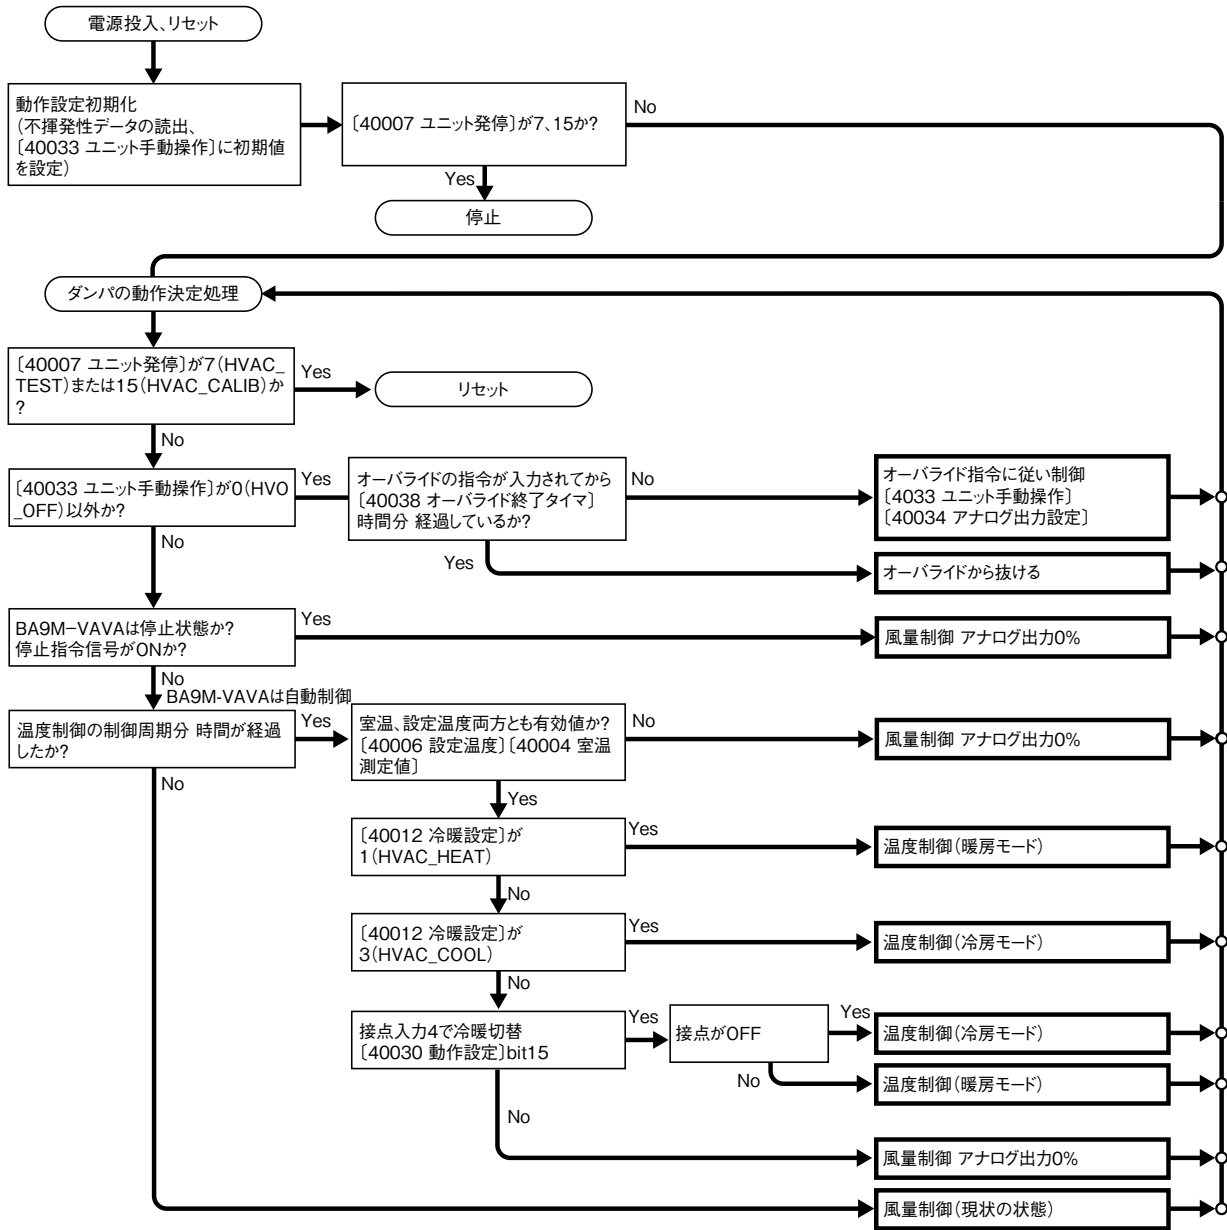 電源投入、リセット
動作設定初期化
(不揮発性データの読出、
〔40033 ユニット手動操作〕に初期値
を設定)
〔40007 ユニット発停〕が7、15か?
No
Yes
停止
ダンパの動作決定処理
〔40007 ユニット発停〕が7(HVAC_
TEST)または15(HVAC_CALIB)か
?
Yes
リセット
No
〔40033 ユニット手動操作〕が0(HVO
_OFF)以外か?
Yes
オーバライドの指令が入力されてから
〔40038 オーバライド終了タイマ〕
時間分 経過しているか?
No
オーバライド指令に従い制御
〔4033 ユニット手動操作〕
〔40034 アナログ出力設定〕
No
Yes
オーバライドから抜ける
BA9M-VAVAは停止状態か?
停止指令信号がONか?
Yes
風量制御 アナログ出力0%
No
BA9M-VAVAは自動制御
温度制御の制御周期分 時間が経過
したか?
Yes
室温、設定温度両方とも有効値か?
〔40006 設定温度〕〔40004 室温
測定値〕
No
風量制御 アナログ出力0%
No
Yes
〔40012 冷暖設定〕が
1(HVAC_HEAT)
Yes
温度制御(暖房モード)
No
〔40012 冷暖設定〕が
3(HVAC_COOL)
Yes
温度制御(冷房モード)
No
接点入力4で冷暖切替
〔40030 動作設定〕bit15
Yes
接点がOFF
Yes
温度制御(冷房モード)
No
温度制御(暖房モード)
No
風量制御 アナログ出力0%
風量制御(現状の状態)